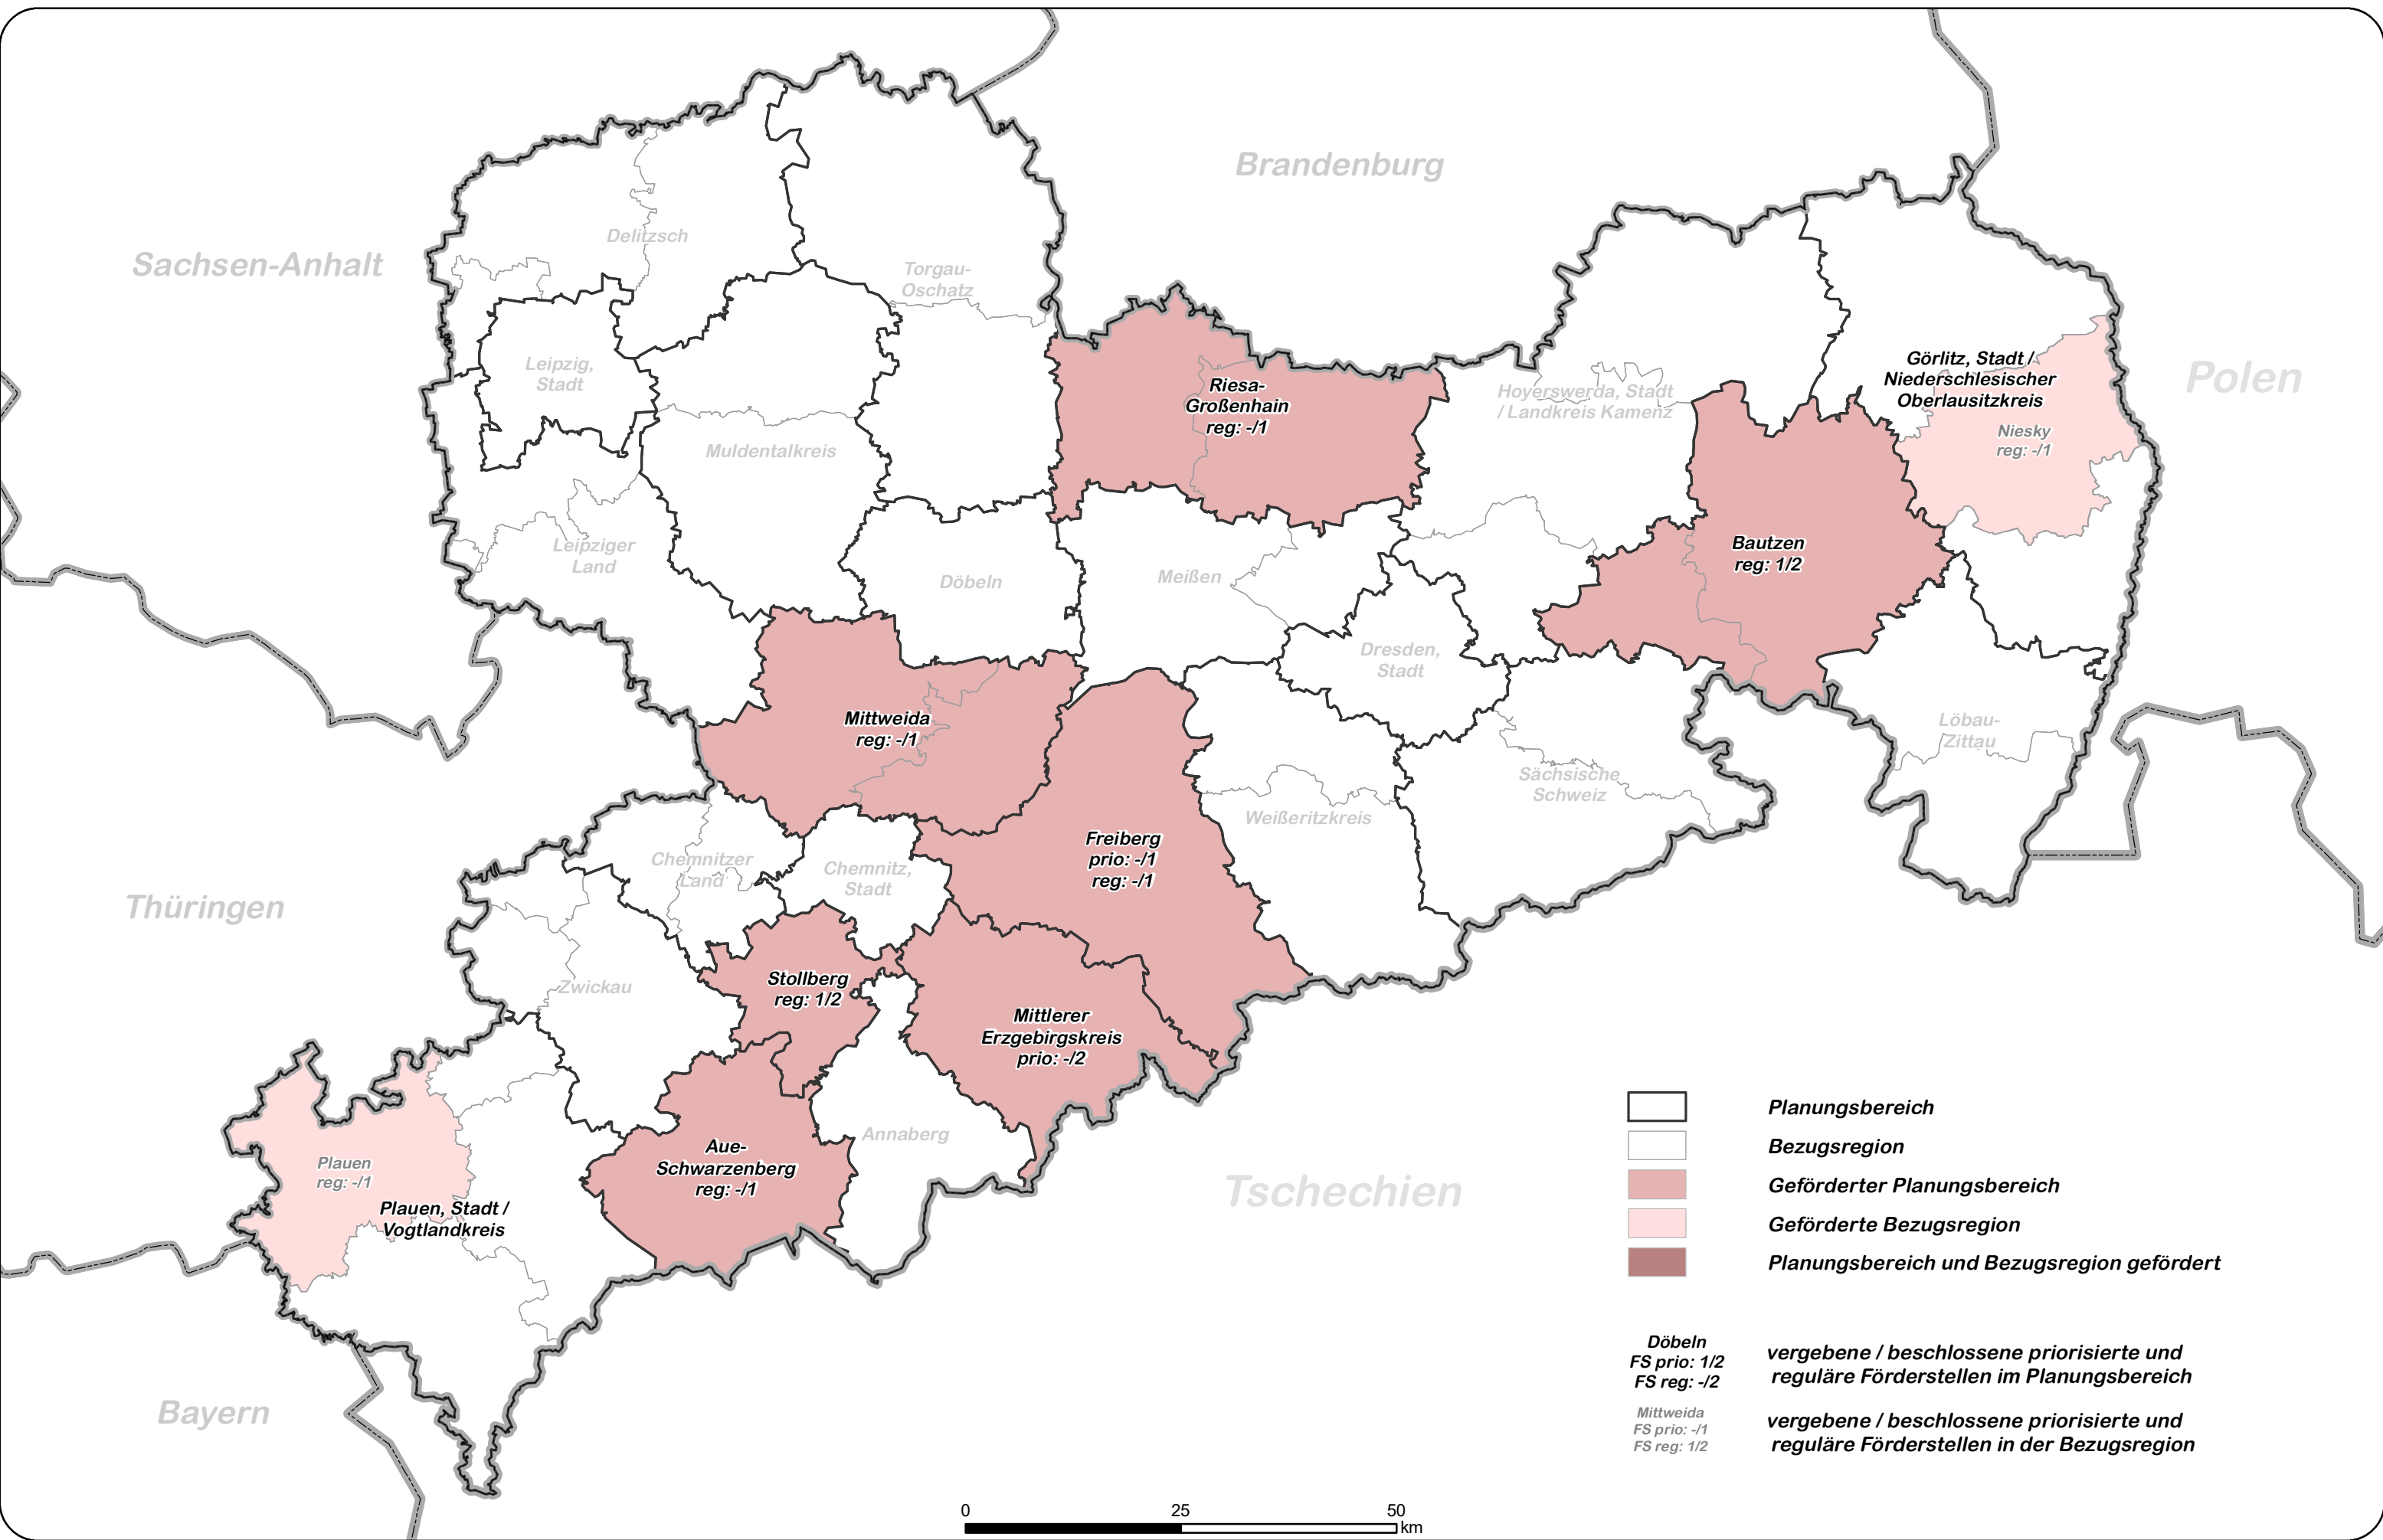 Brandenburg
Sachsen-Anhalt
Delitzsch
Torgau-
Oschatz
Polen
Leipzig,
Stadt
Riesa-
Großenhain
reg: -/1
Hoyerswerda, Stadt
/ Landkreis Kamenz
Görlitz, Stadt /
Niederschlesischer
Oberlausitzkreis
Niesky
reg: -/1
Muldentalkreis
Leipziger
Land
Döbeln
Meißen
Bautzen
reg: 1/2
Dresden,
Stadt
Mittweida
reg: -/1
Löbau-
Zittau
Sächsische
Schweiz
Weißeritzkreis
Freiberg
prio: -/1
reg: -/1
Chemnitzer
Land
Chemnitz,
Stadt
Thüringen
Zwickau
Stollberg
reg: 1/2
Mittlerer
Erzgebirgskreis
prio: -/2
Annaberg
Aue-
Schwarzenberg
reg: -/1
Plauen
reg: -/1
Plauen, Stadt /
Vogtlandkreis
Tschechien
Bayern
Planungsbereich
Bezugsregion
Geförderter Planungsbereich
Geförderte Bezugsregion
Planungsbereich und Bezugsregion gefördert
Döbeln
FS prio: 1/2
FS reg: -/2
vergebene / beschlossene priorisierte und
reguläre Förderstellen im Planungsbereich
Mittweida
FS prio: -/1
FS reg: 1/2
vergebene / beschlossene priorisierte und
reguläre Förderstellen in der Bezugsregion
0 25 50
km